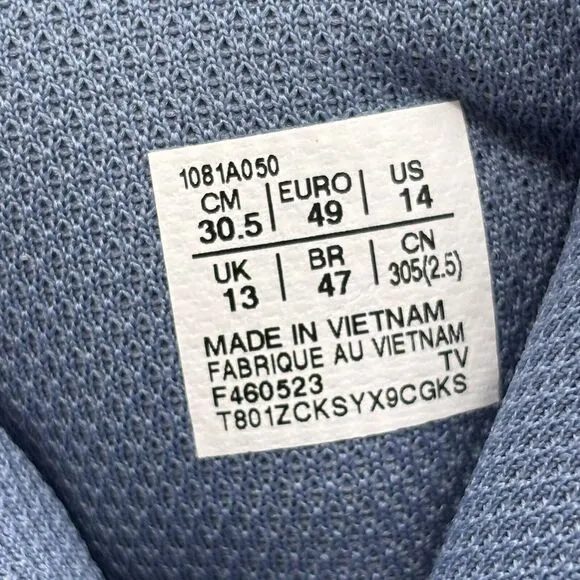 1081A050
CM | EURO | US
30.5 | 49 | 14
UK | BR | CN
13 | 47 | 305(2.5)
MADE IN VIETNAM
FABRIQUE AU VIETNAM
F460523 TV
T801ZCKSYX9CGKS